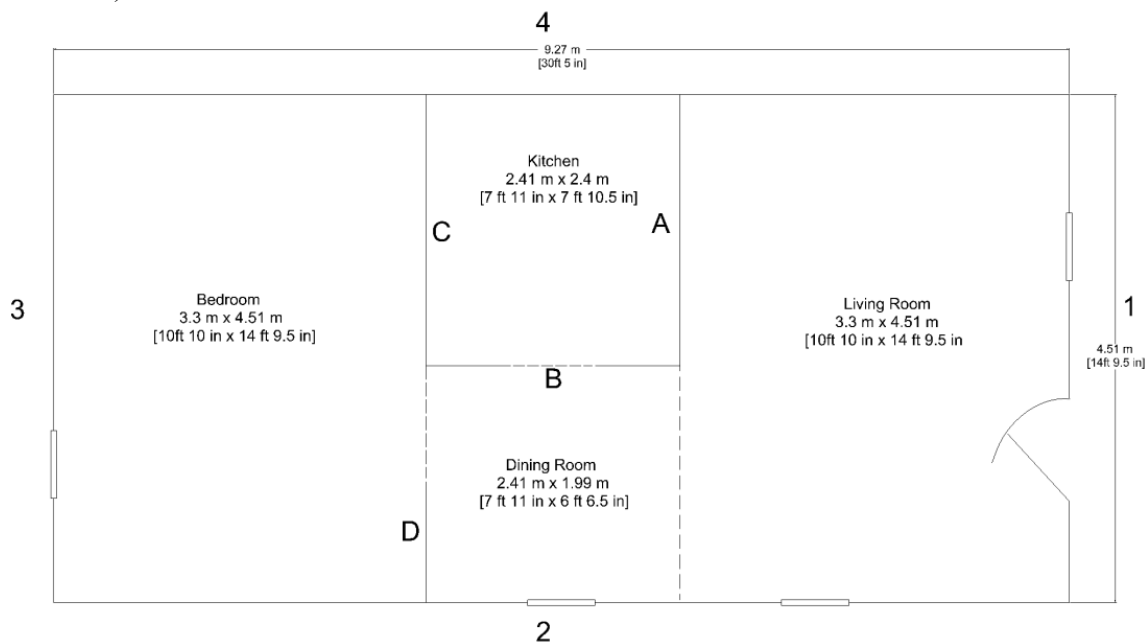 4
9.27 m
[30ft 5 in]
Kitchen
2.41 m x 2.4 m
[7 ft 11 in x 7 ft 10.5 in]
C
A
Bedroom
3.3 m x 4.51 m
[10ft 10 in x 14 ft 9.5 in]
3
Living Room
3.3 m x 4.51 m
[10ft 10 in x 14 ft 9.5 in
1
4.51 m
[14ft 9.5 in]
B
Dining Room
2.41 m x 1.99 m
[7 ft 11 in x 6 ft 6.5 in]
D
2